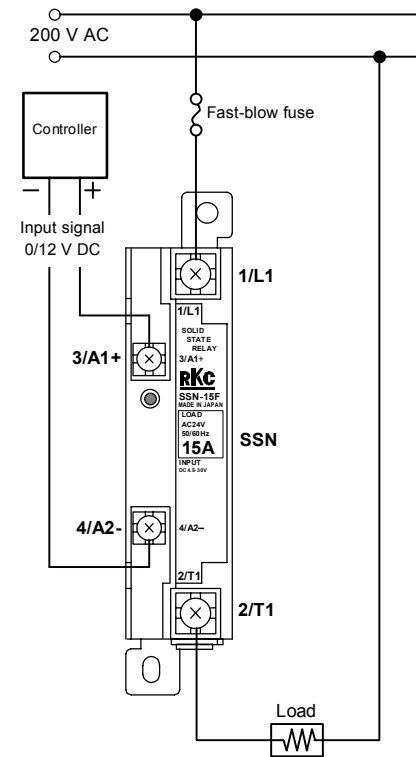 200 V AC
Fast-blow fuse
Controller
− +
Input signal
0/12 V DC
1/L1
1/L1
SOLID
STATE
RELAY
3/A1+
3/A1+
RKC
SSN-15F
MADE IN JAPAN
LOAD
AC24V
50/60Hz
15A
SSN
INPUT
DC4.5-30V
4/A2-
4/A2–
2/T1
2/T1
Load